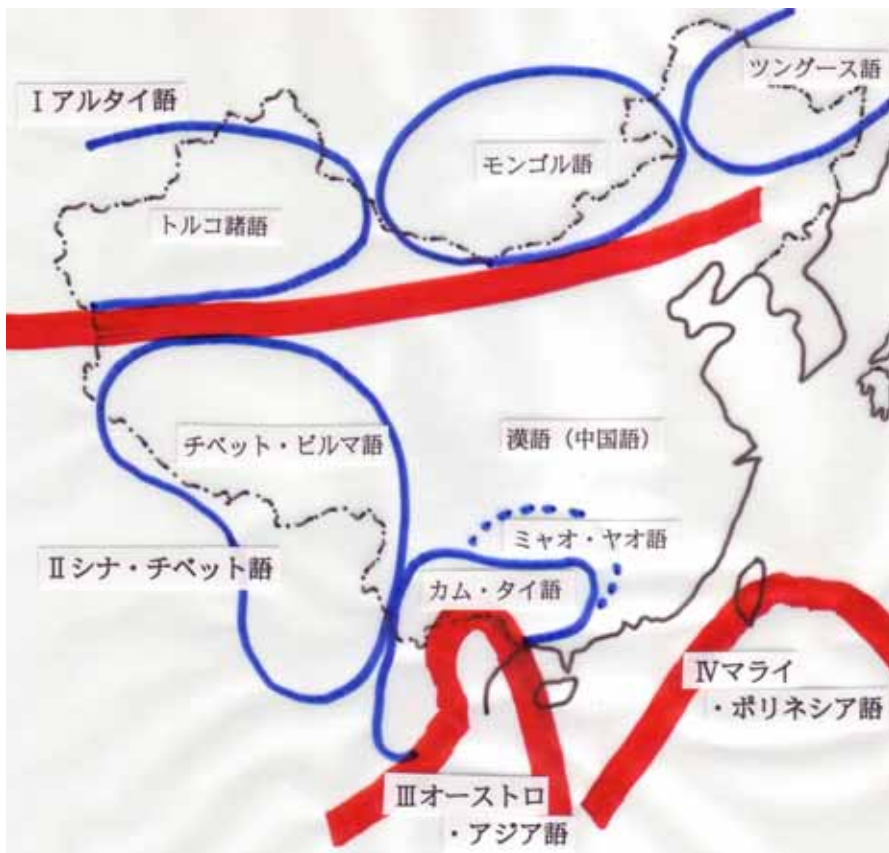 ツングース語
Ⅰアルタイ語
モンゴル語
トルコ諸語
チベット・ビルマ語
漢語（中国語）
ミャオ・ヤオ語
Ⅱシナ・チベット語
カム・タイ語
Ⅳマライ
・ポリネシア語
Ⅲオーストロ
・アジア語